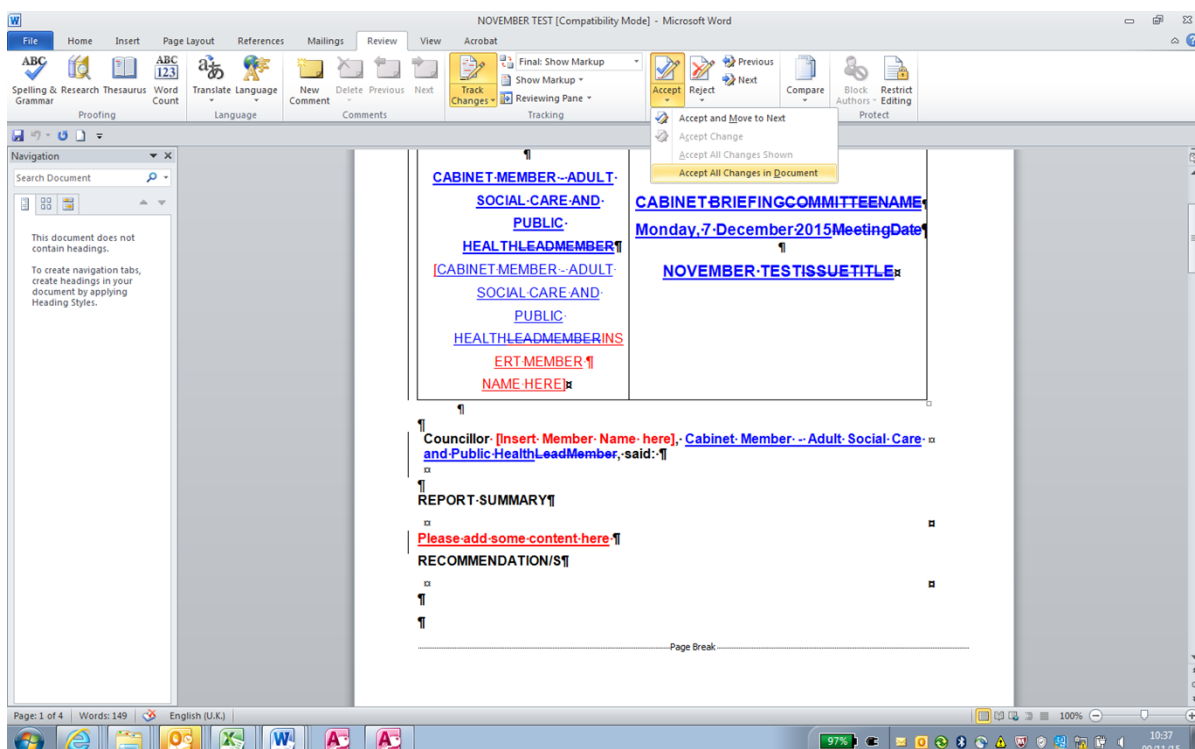 NOVEMBER TEST [Compatibility Mode] - Microsoft Word
File Home Insert Page Layout References Mailings Review View Acrobat
ABC ABC 123
Final: Show Markup
Show Markup
Reviewing Pane
Previous
Next
Spelling & Grammar Research Thesaurus Word Count Translate Language New Comment Delete Previous Next Track Changes Accept Reject Compare Block Authors Restrict Editing
Proofing Language Comments Tracking Protect
Accept and Move to Next
Accept Change
Accept All Changes Shown
Accept All Changes in Document
Navigation
Search Document
This document does not
contain headings.
To create navigation tabs,
create headings in your
document by applying
Heading Styles.
¶
CABINET·MEMBER·-·ADULT·
SOCIAL·CARE·AND·
PUBLIC·
HEALTHLEADMEMBER¶
[CABINET·MEMBER·-·ADULT·
SOCIAL·CARE·AND·
PUBLIC·
HEALTHLEADMEMBERINS
ERT·MEMBER·¶
NAME·HERE]¤
CABINET·BRIEFINGCOMMITTEENAME¶
Monday,·7·December·2015MeetingDate¶
¶
NOVEMBER·TESTISSUETITLE¤
¶
¶
Councillor·[Insert·Member·Name·here],·Cabinet·Member·-·Adult·Social·Care·¤
and·Public·HealthLeadMember,·said:·¶
¤
¶
REPORT·SUMMARY¶
¤ ¤
Please·add·some·content·here·¶
RECOMMENDATION/S¶
¤ ¤
¶
¶
Page Break
Page: 1 of 4 Words: 149 English (U.K.) 100%
97% 10:37